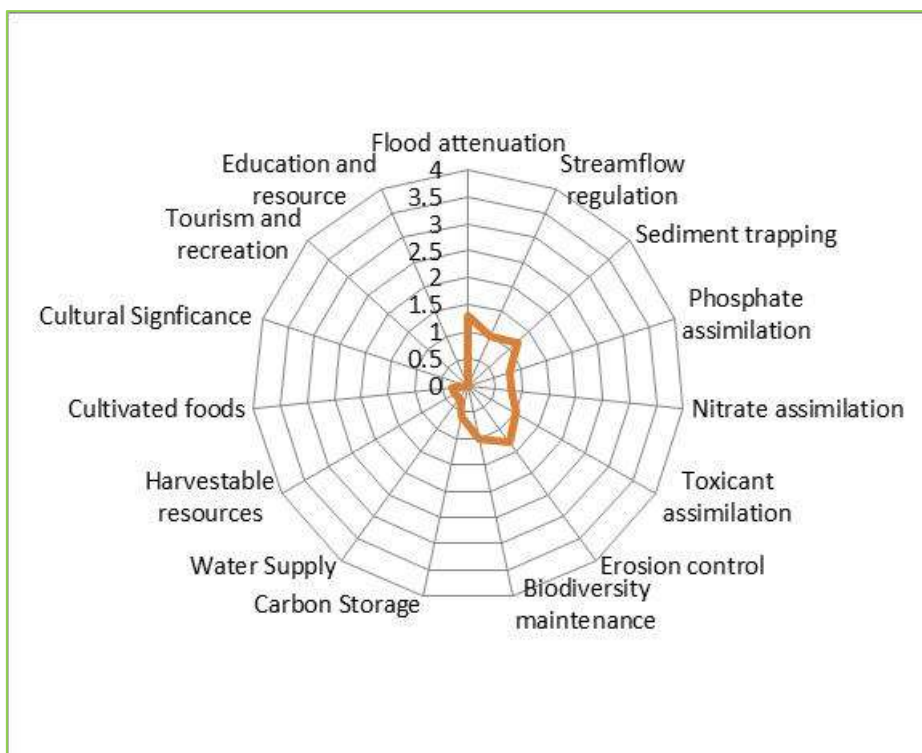 Flood attenuation
Streamflow
regulation
Sediment trapping
Phosphate
assimilation
Nitrate assimilation
Toxicant
assimilation
Erosion control
Biodiversity
maintenance
Carbon Storage
Water Supply
Harvestable
resources
Cultivated foods
Cultural Signficance
Tourism and
recreation
Education and
resource
4
3.5
3
2.5
2
1.5
1
0.5
0